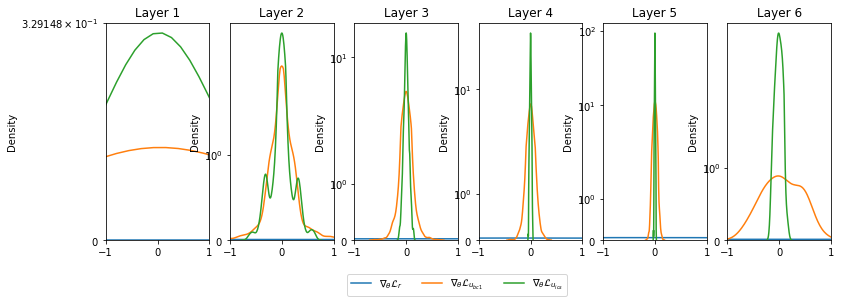 Layer 1
Layer 2
Layer 3
Layer 4
Layer 5
Layer 6
3.29148 × 10⁻¹
0
Density
−1 0 1
10⁰
0
Density
−1 0 1
10¹
10⁰
0
Density
−1 0 1
10¹
10⁰
0
Density
−1 0 1
10²
10¹
10⁰
0
Density
−1 0 1
10⁰
0
Density
−1 0 1
∇θℒr
∇θℒu_bc1
∇θℒu_ics